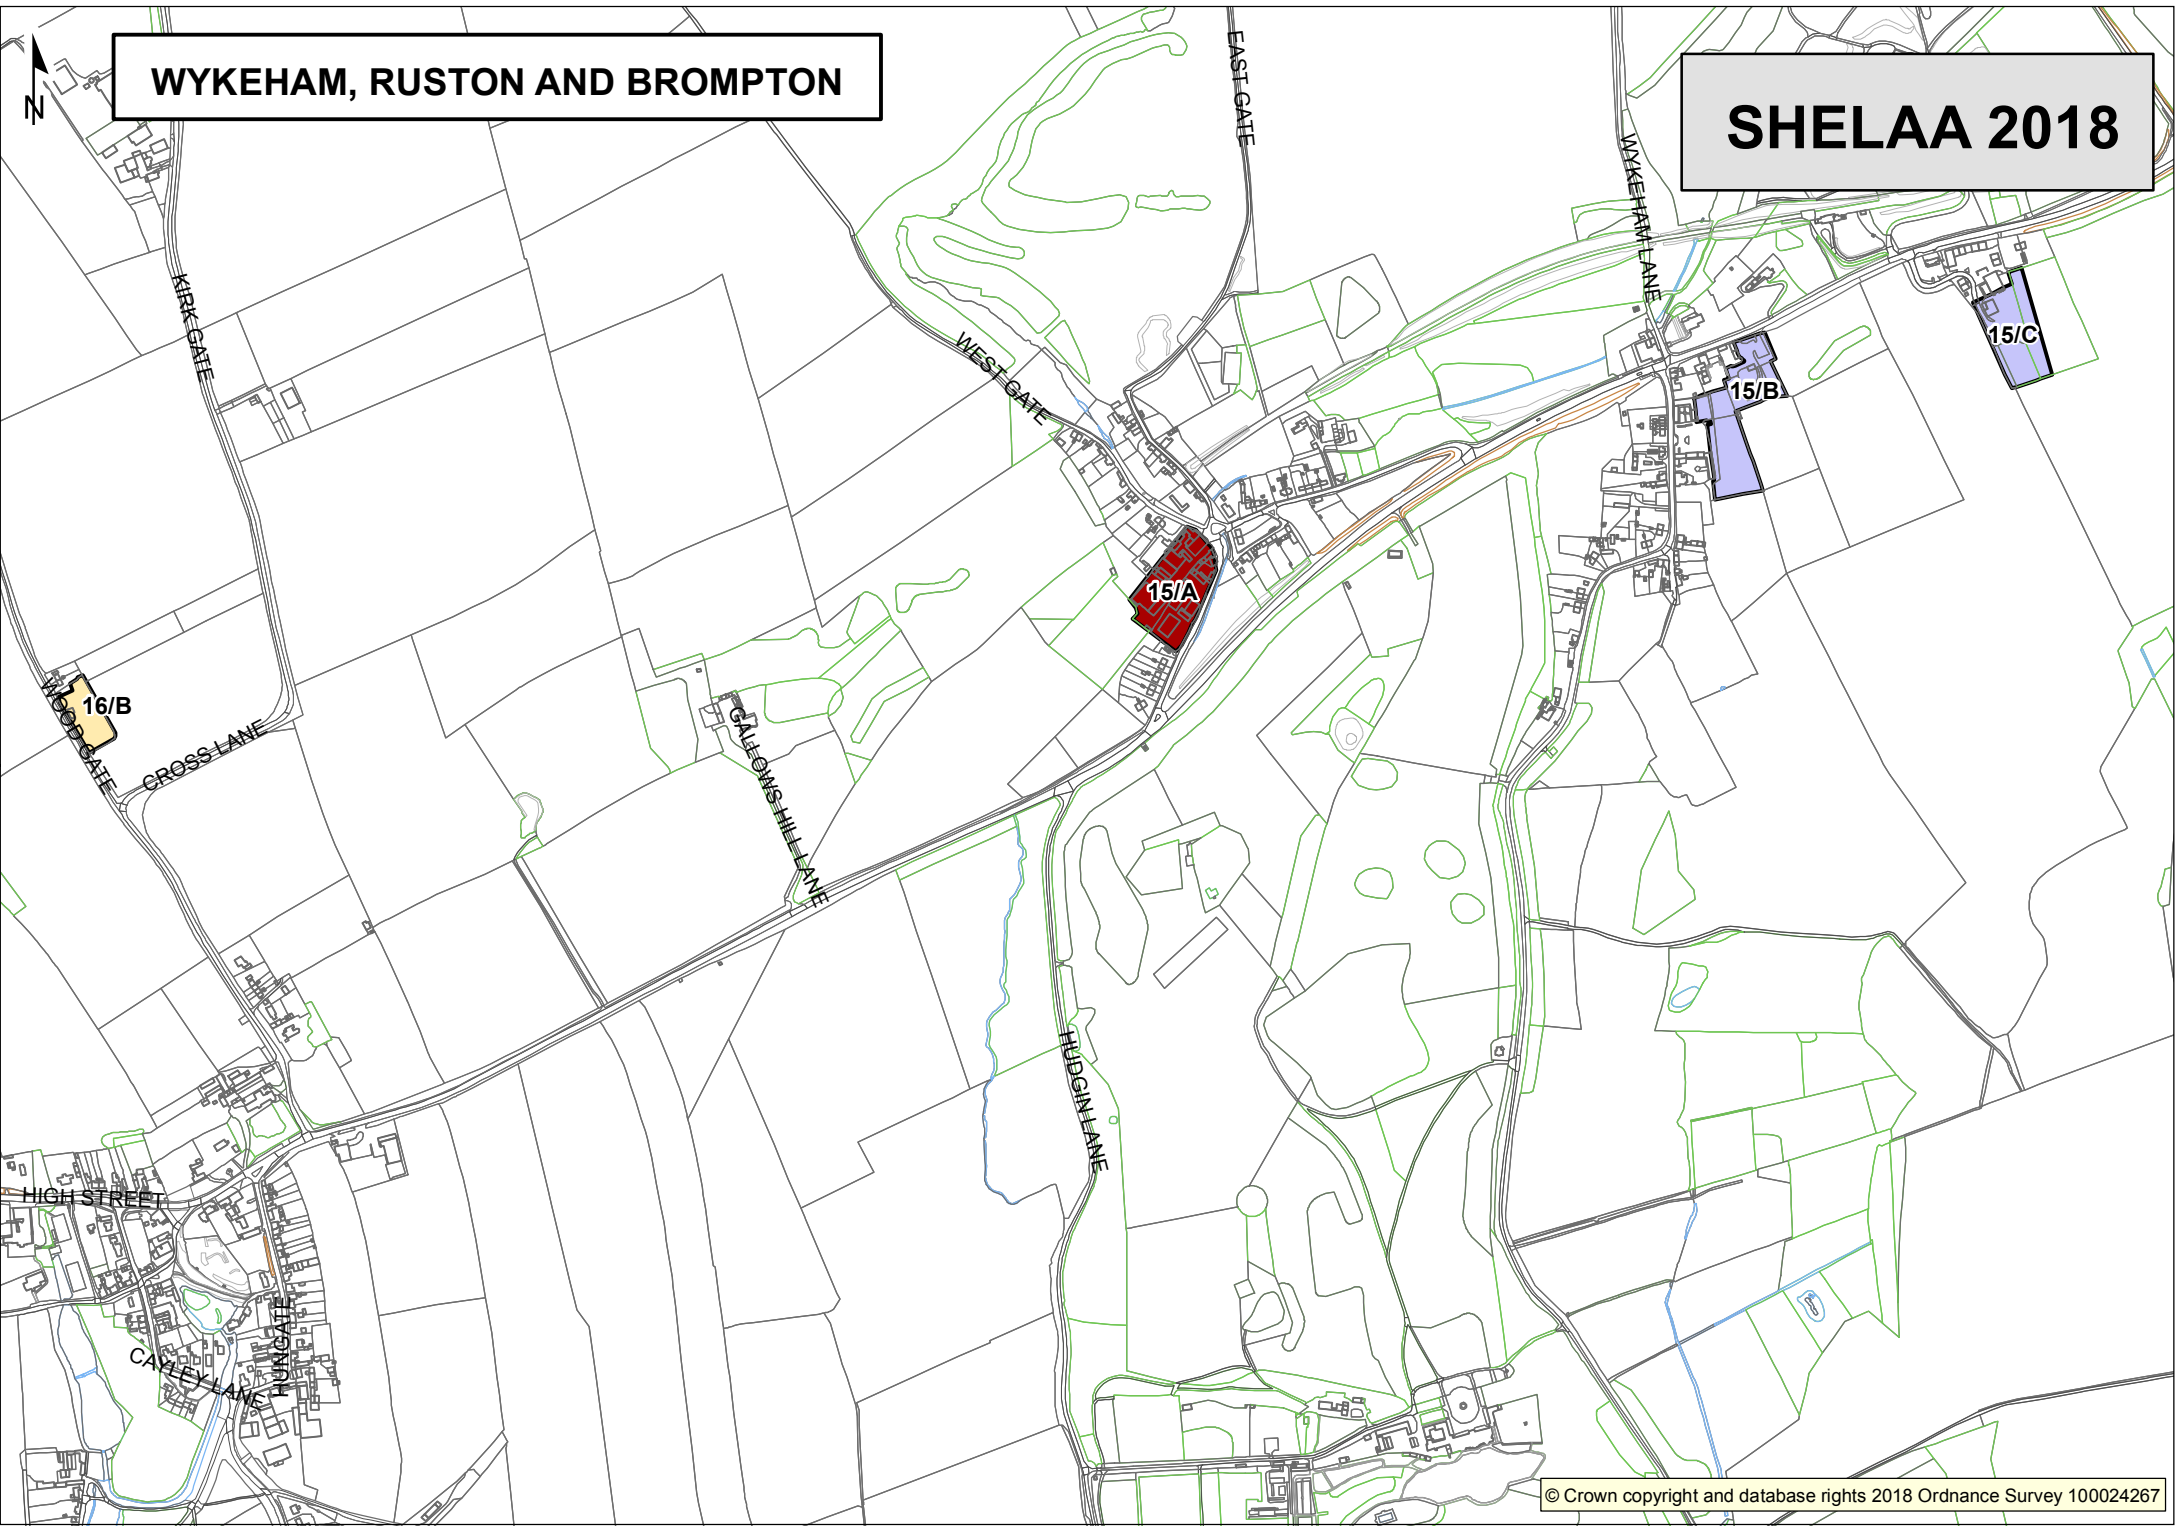 WYKEHAM, RUSTON AND BROMPTON
SHELAA 2018
N
EAST GATE
WYKEHAM LANE
KIRK GATE
WEST GATE
15/C
15/B
15/A
16/B
WOOD GATE
CROSS LANE
GALLOWS HILL LANE
HUDGIN LANE
HIGH STREET
HUNGATE
CAYLEY LANE
© Crown copyright and database rights 2018 Ordnance Survey 100024267